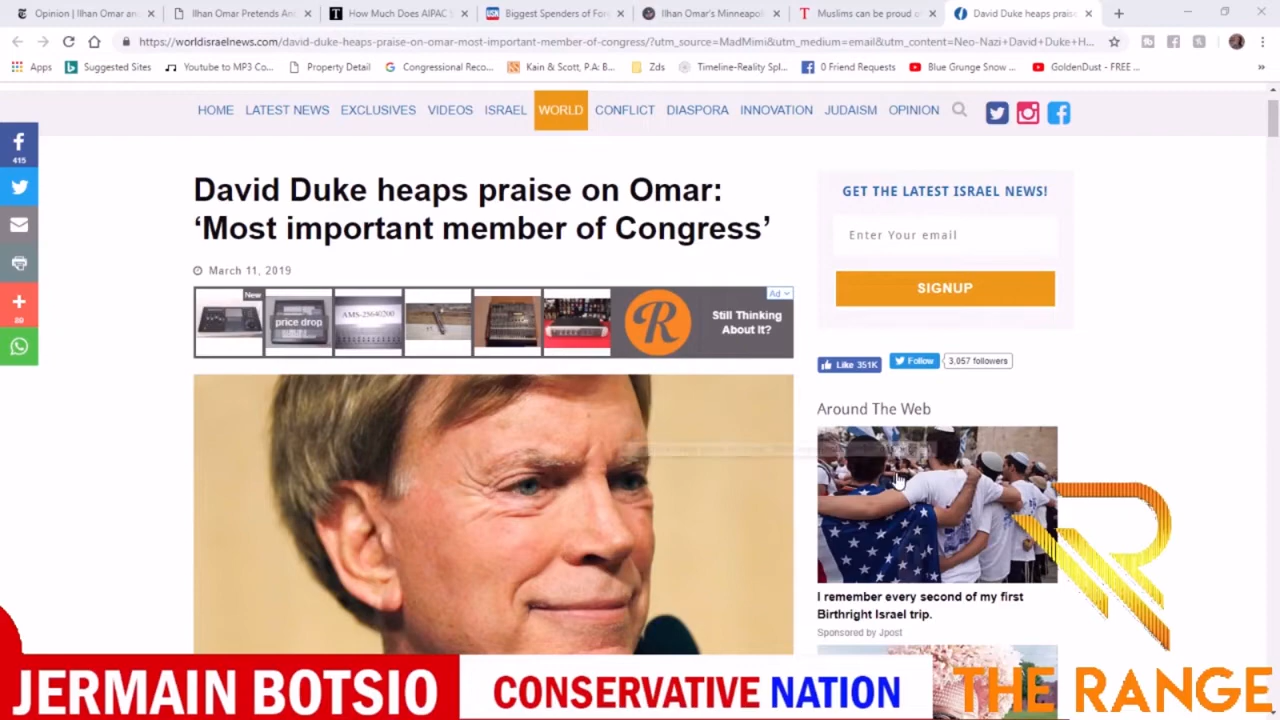 Opinion | Ilhan Omar an
Ilhan Omar Pretends An
How Much Does AIPAC S
Biggest Spenders of For
Ilhan Omar's Minneapol
Muslims can be proud o
David Duke heaps praise
https://worldisraelnews.com/david-duke-heaps-praise-on-omar-most-important-member-of-congress/?utm_source=MadMimi&utm_medium=email&utm_content=Neo-Nazi+David+Duke+H...
Apps
Suggested Sites
Youtube to MP3 Co...
Property Detail
Congressional Reco...
Kain & Scott, P.A: B...
Zds
Timeline-Reality Spl...
0 Friend Requests
Blue Grunge Snow ...
GoldenDust - FREE ...
»
HOME LATEST NEWS EXCLUSIVES VIDEOS ISRAEL WORLD CONFLICT DIASPORA INNOVATION JUDAISM OPINION
415
30
David Duke heaps praise on Omar:
‘Most important member of Congress’
March 11, 2019
New
price drop
AMS-25640200
R
Still Thinking
About It?
Ad
GET THE LATEST ISRAEL NEWS!
Enter Your email
SIGNUP
Like 351K
Follow
3,057 followers
Around The Web
I remember every second of my first
Birthright Israel trip.
Sponsored by Jpost
R
JERMAIN BOTSIO
CONSERVATIVE NATION
THE RANGE